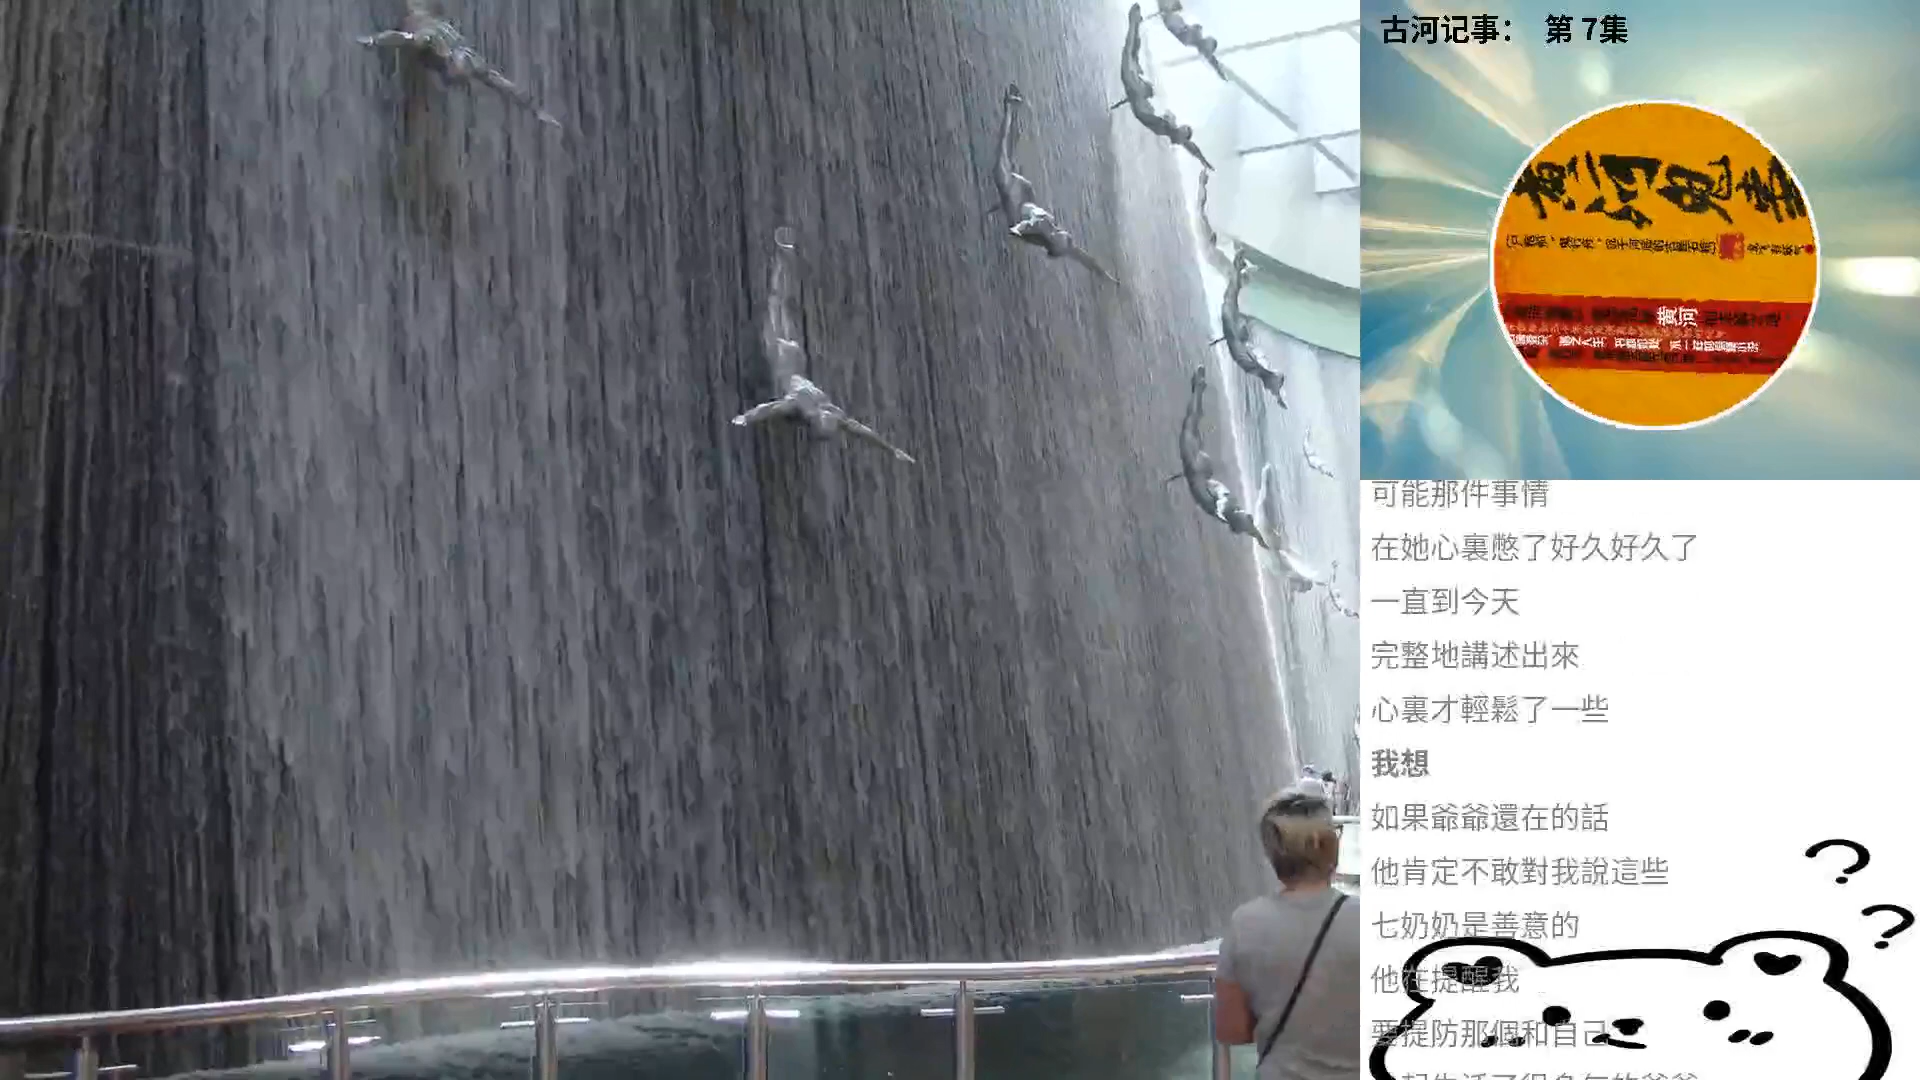 古河记事： 第 7集
黄河
可能那件事情
在她心裏憋了好久好久了
一直到今天
完整地講述出來
心裏才輕鬆了一些
我想
如果爺爺還在的話
他肯定不敢對我說這些
七奶奶是善意的
他在提醒我
要提防那個和自己